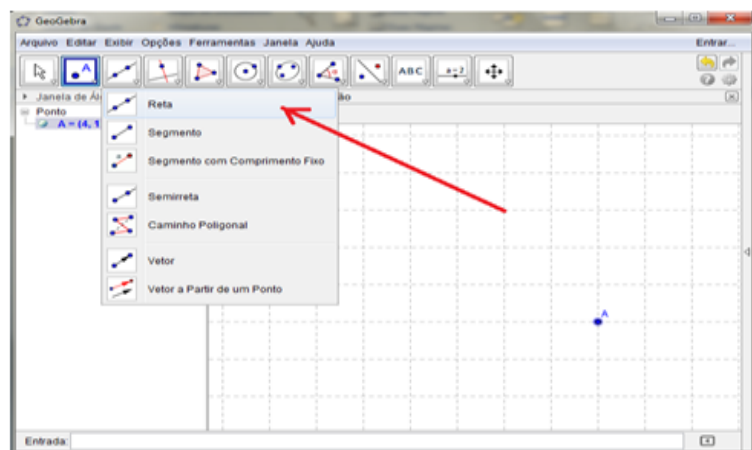 GeoGebra
Arquivo Editar Exibir Opções Ferramentas Janela Ajuda
Entrar...
A
ABC
a=2
Janela de Ál
ão
Ponto
A = (4, 1
Reta
Segmento
Segmento com Comprimento Fixo
Semirreta
Caminho Poligonal
Vetor
Vetor a Partir de um Ponto
A
Entrada: